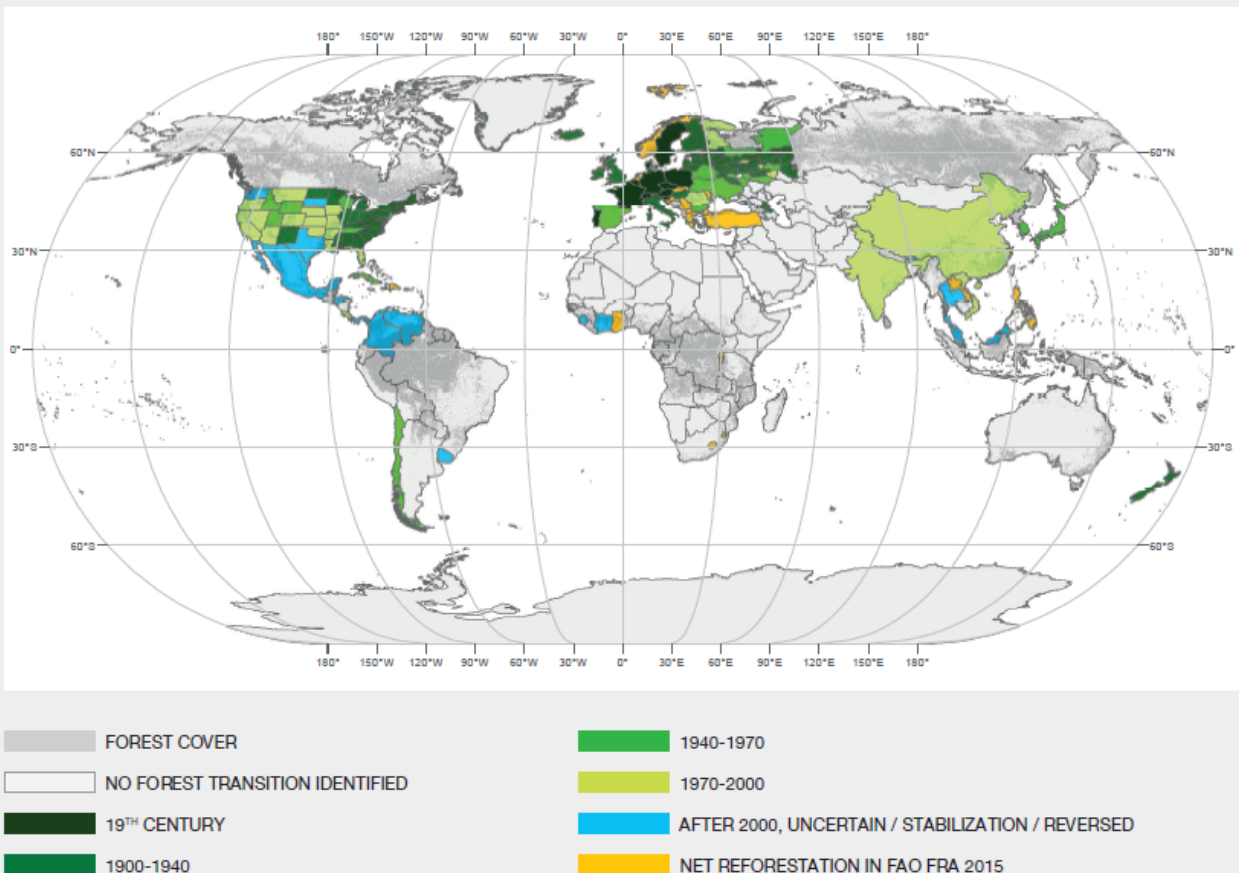 180° 150°W 120°W 90°W 60°W 30°W 0° 30°E 60°E 90°E 120°E 150°E 180°
60°N 60°N
30°N 30°N
0° 0°
30°S 30°S
60°S 60°S
180° 150°W 120°W 90°W 60°W 30°W 0° 30°E 60°E 90°E 120°E 150°E 180°
FOREST COVER
NO FOREST TRANSITION IDENTIFIED
19TH CENTURY
1900-1940
1940-1970
1970-2000
AFTER 2000, UNCERTAIN / STABILIZATION / REVERSED
NET REFORESTATION IN FAO FRA 2015